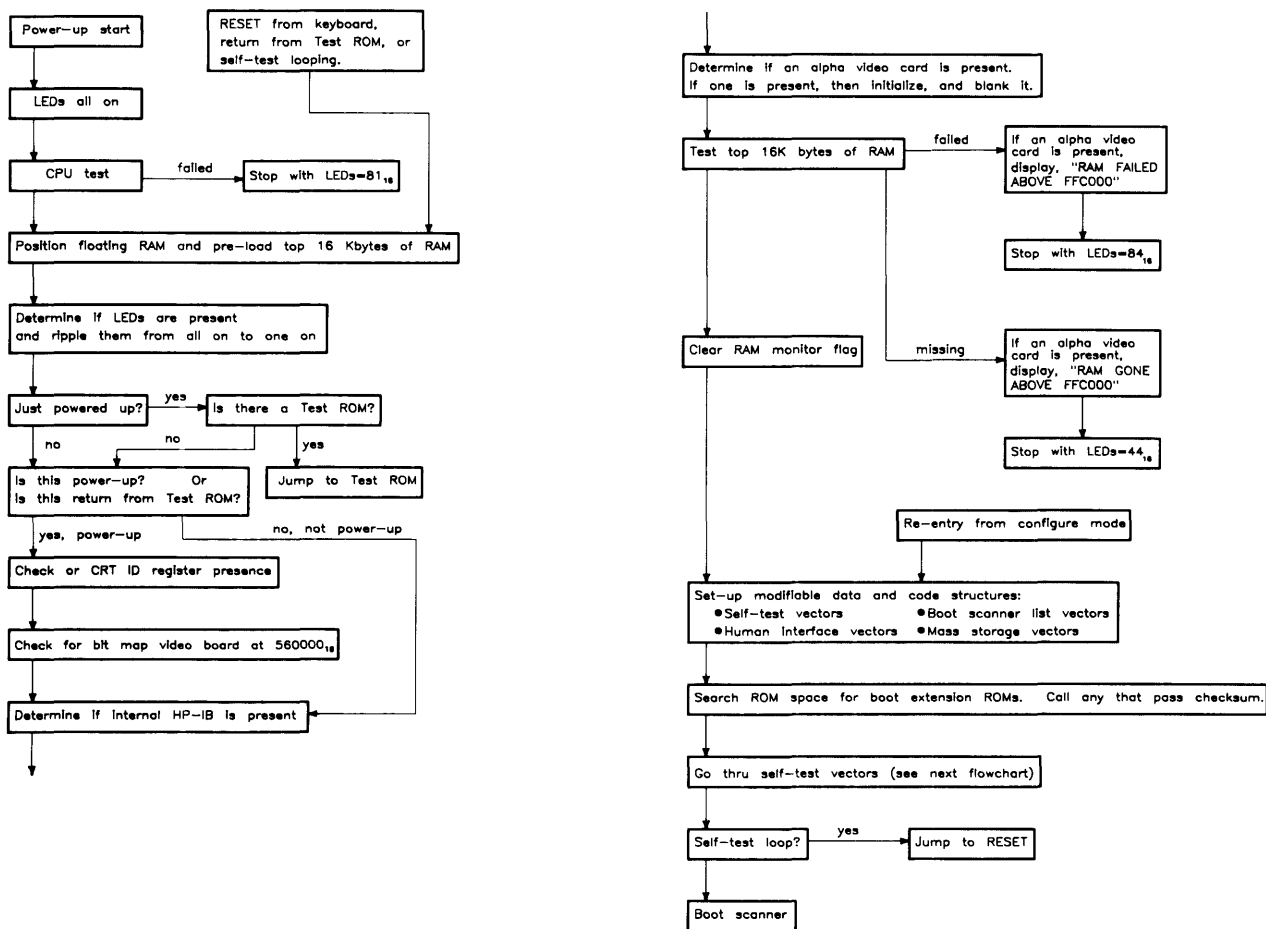 Power-up start
RESET from keyboard,
return from Test ROM, or
self-test looping.
LEDs all on
CPU test
failed
Stop with LEDs=81₁₆
Position floating RAM and pre-load top 16 Kbytes of RAM
Determine if LEDs are present
and ripple them from all on to one on
Just powered up?
yes
Is there a Test ROM?
no
no
yes
Is this power-up? Or
Is this return from Test ROM?
Jump to Test ROM
yes, power-up
no, not power-up
Check or CRT ID register presence
Check for bit map video board at 560000₁₆
Determine if internal HP-IB is present
Determine if an alpha video card is present.
If one is present, then initialize, and blank it.
Test top 16K bytes of RAM
failed
If an alpha video
card is present,
display, "RAM FAILED
ABOVE FFC000"
Stop with LEDs=84₁₆
Clear RAM monitor flag
missing
If an alpha video
card is present,
display, "RAM GONE
ABOVE FFC000"
Stop with LEDs=44₁₆
Re-entry from configure mode
Set-up modifiable data and code structures:
●Self-test vectors ●Boot scanner list vectors
●Human interface vectors ●Mass storage vectors
Search ROM space for boot extension ROMs. Call any that pass checksum.
Go thru self-test vectors (see next flowchart)
Self-test loop?
yes
Jump to RESET
Boot scanner